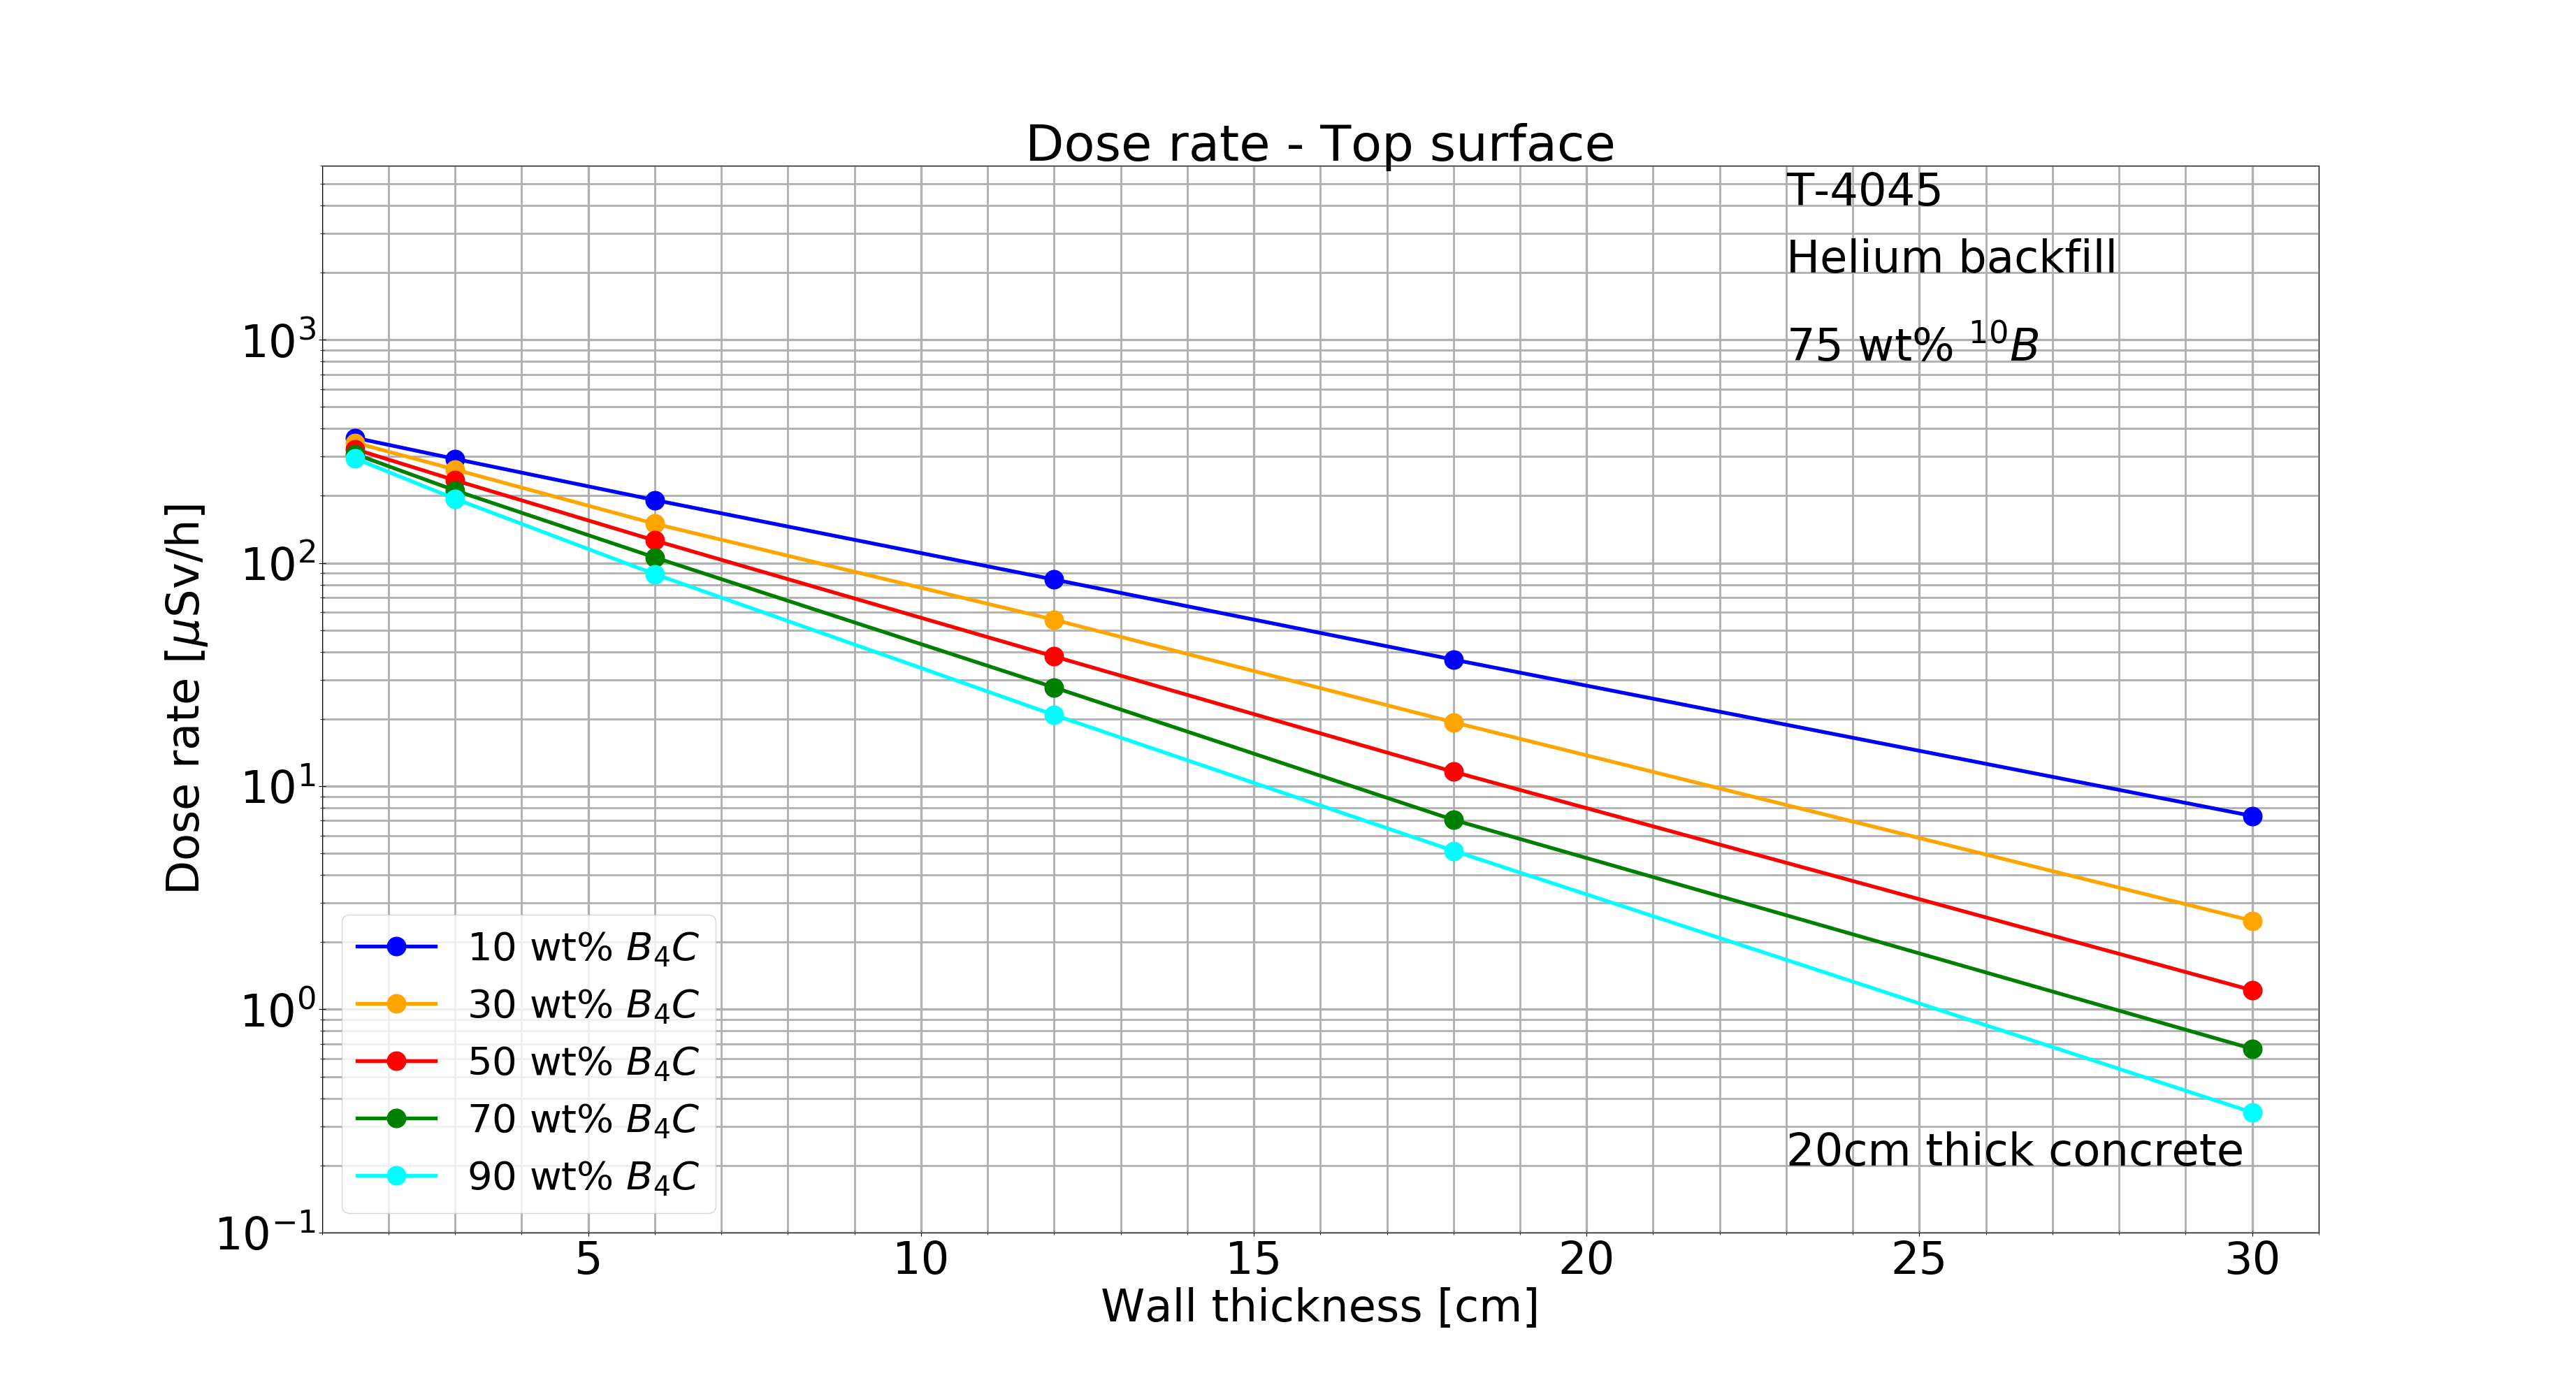 Dose rate - Top surface
T-4045
Helium backfill
75 wt% ¹⁰B
10³
10²
10¹
10⁰
10⁻¹
Dose rate [μSv/h]
10 wt% B₄C
30 wt% B₄C
50 wt% B₄C
70 wt% B₄C
90 wt% B₄C
20cm thick concrete
5 10 15 20 25 30
Wall thickness [cm]